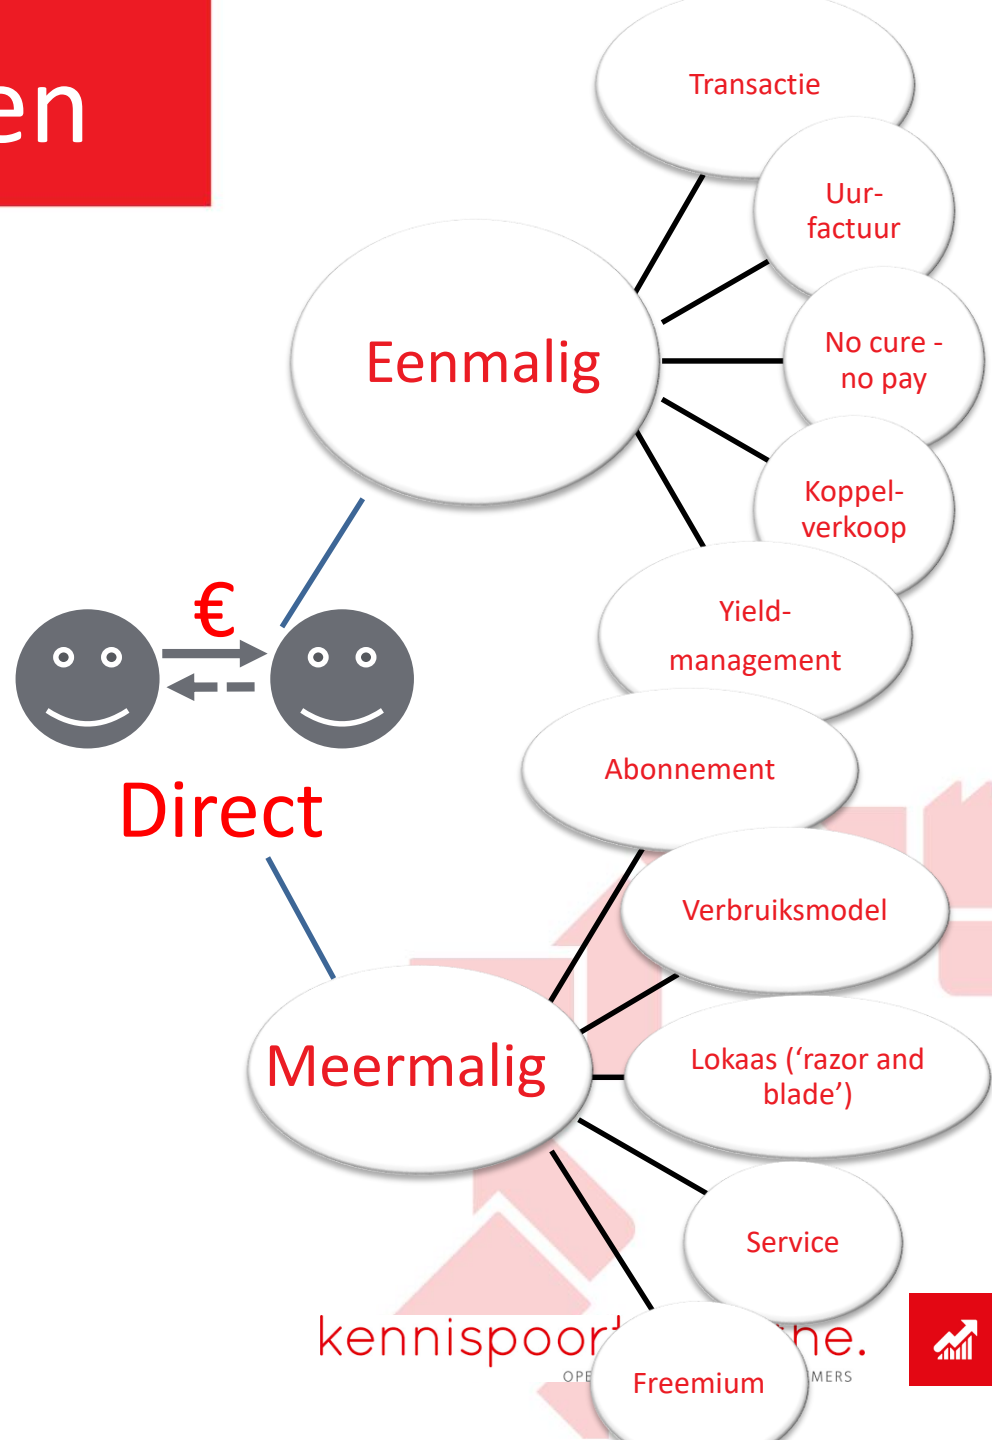 en
Transactie
Uur-
factuur
Eenmalig
No cure -
no pay
Koppel-
verkoop
€
Yield-
management
Direct
Abonnement
Verbruiksmodel
Meermalig
Lokaas (‘razor and
blade’)
Service
Freemium